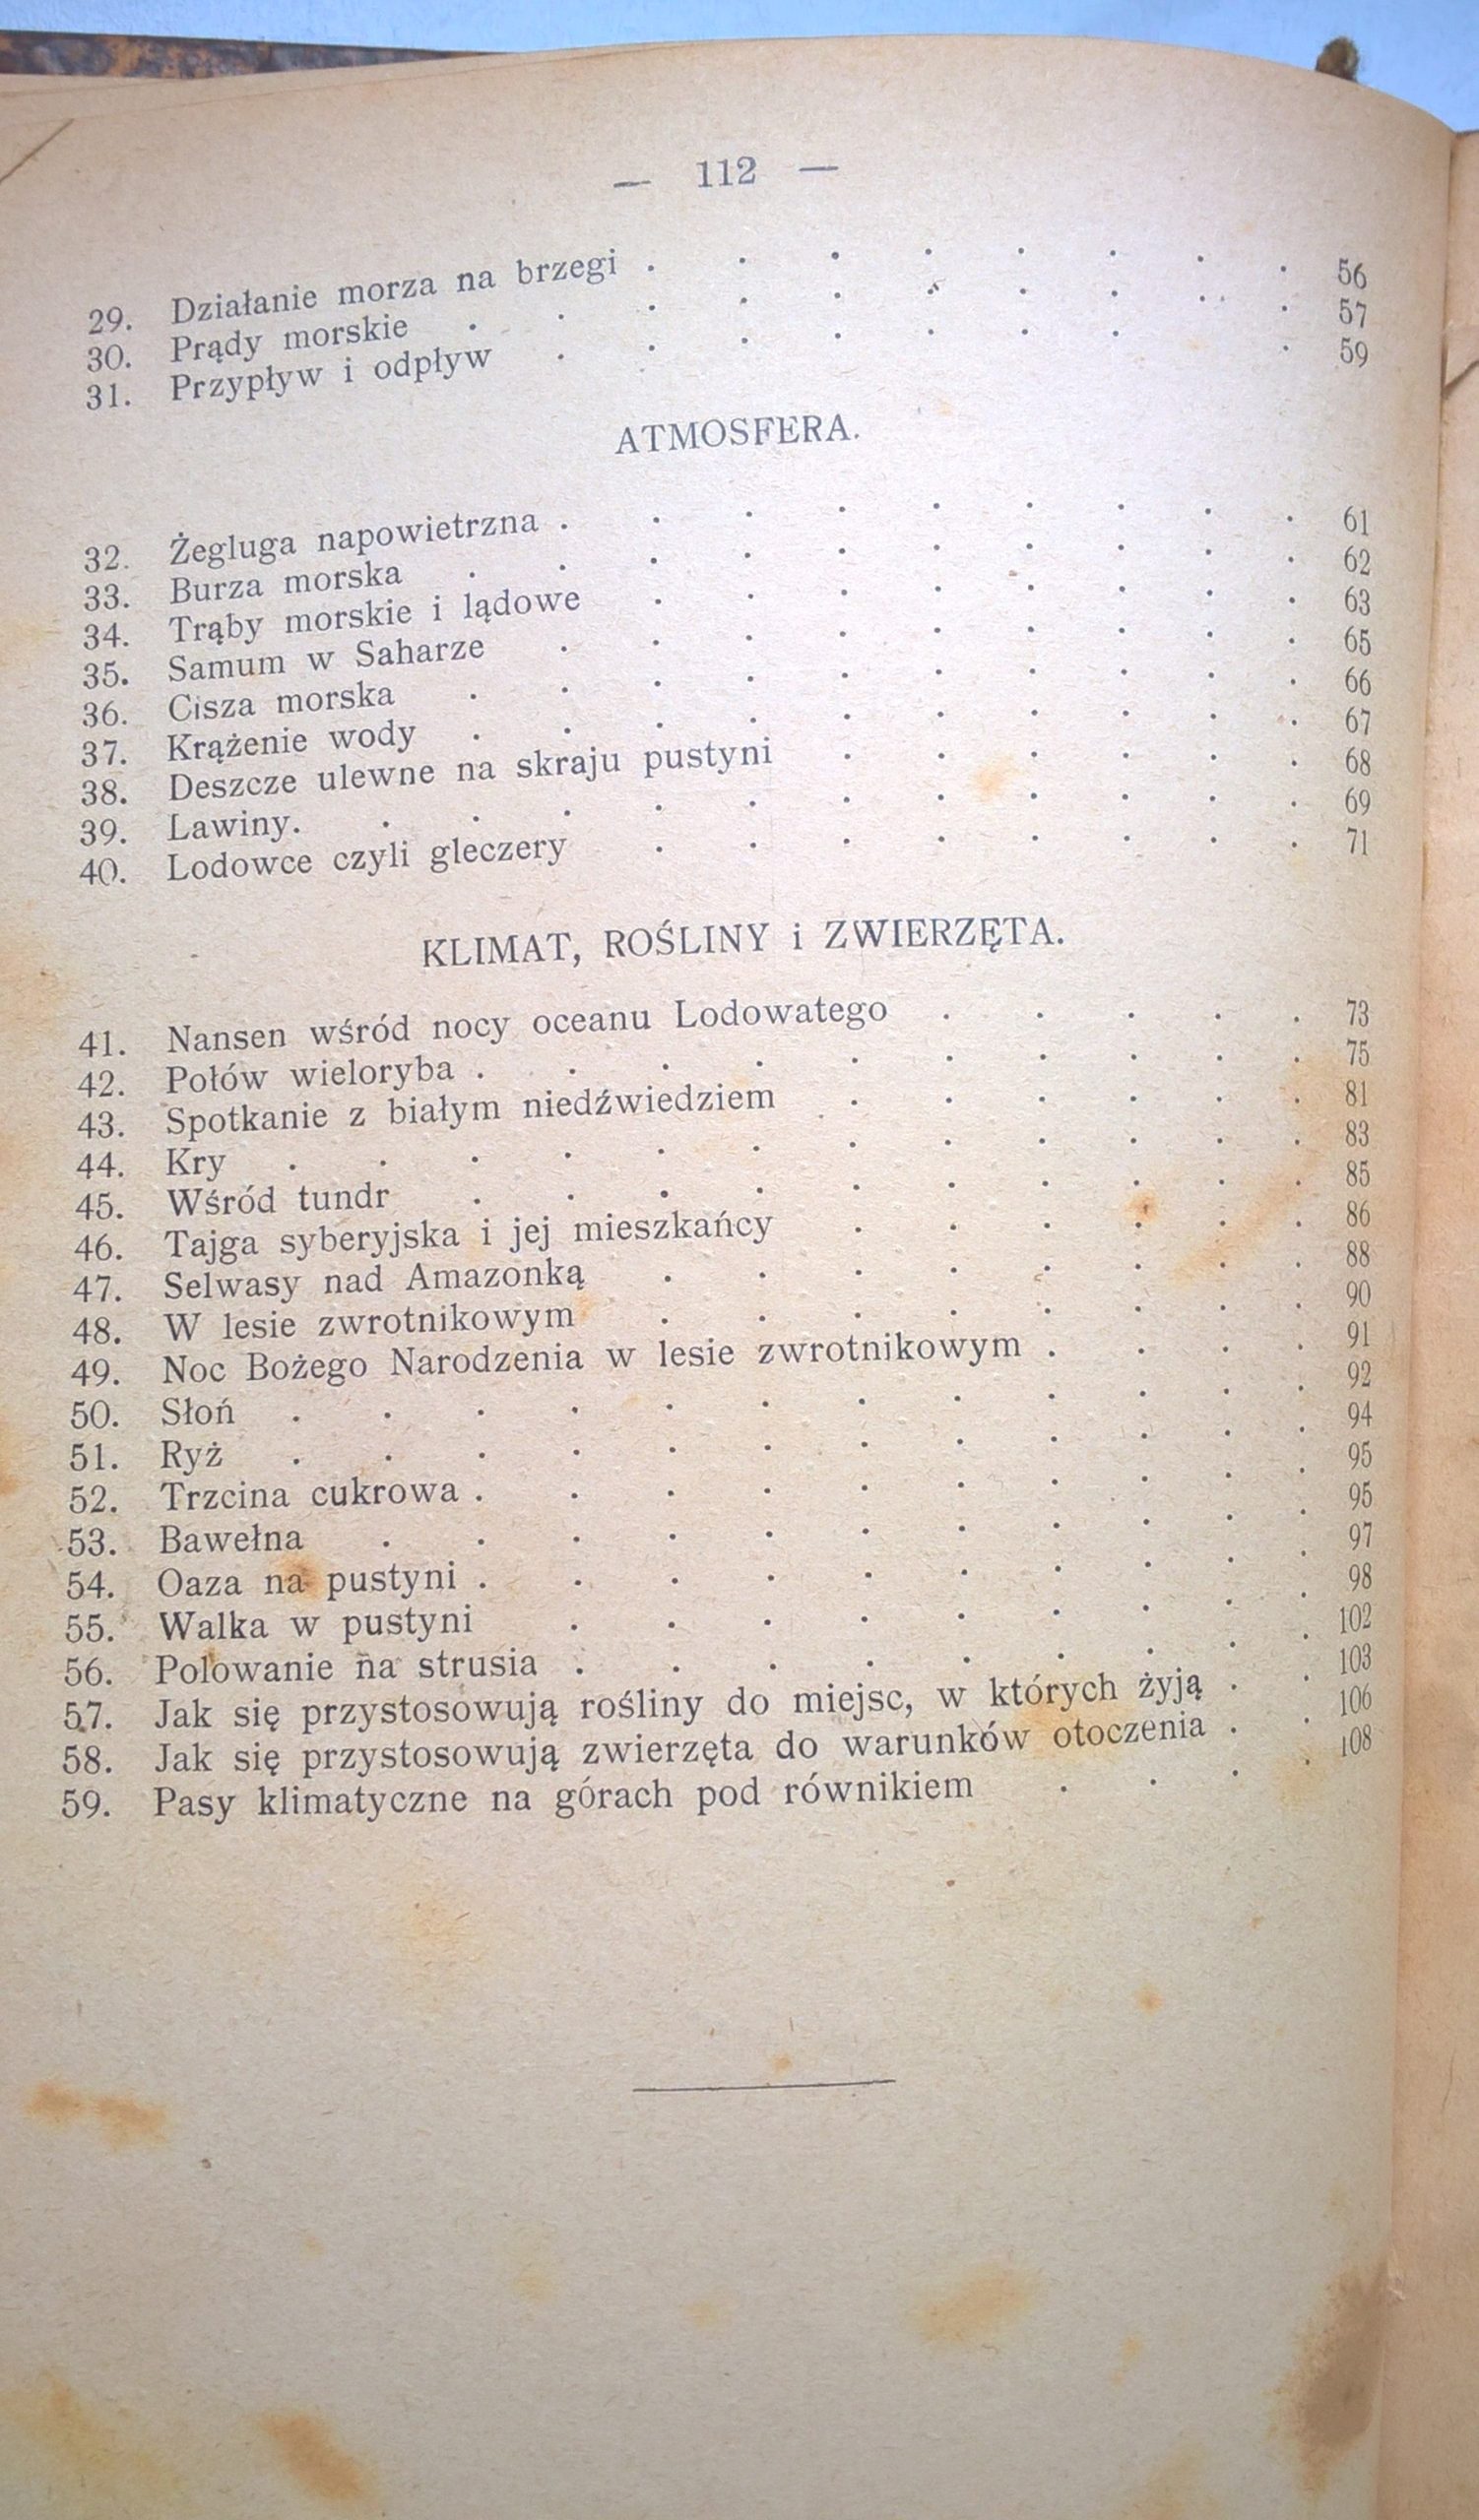 — 112 —
29. Działanie morza na brzegi . . . . . . . . 56
30. Prądy morskie . . . . . . . . . . 57
31. Przypływ i odpływ . . . . . . . . 59
ATMOSFERA.
32. Żegluga napowietrzna . . . . . . . . . 61
33. Burza morska . . . . . . . . . . 62
34. Trąby morskie i lądowe . . . . . . . . 63
35. Samum w Saharze . . . . . . . . . 65
36. Cisza morska . . . . . . . . . . 66
37. Krążenie wody . . . . . . . . . . 67
38. Deszcze ulewne na skraju pustyni . . . . . . 68
39. Lawiny. . . . . . . . . . . . 69
40. Lodowce czyli gleczery . . . . . . . . 71
KLIMAT, ROŚLINY i ZWIERZĘTA.
41. Nansen wśród nocy oceanu Lodowatego . . . . . 73
42. Połów wieloryba . . . . . . . . . . 75
43. Spotkanie z białym niedźwiedziem . . . . . . 81
44. Kry . . . . . . . . . . . . 83
45. Wśród tundr . . . . . . . . . . 85
46. Tajga syberyjska i jej mieszkańcy . . . . . . 86
47. Selwasy nad Amazonką . . . . . . . . 88
48. W lesie zwrotnikowym . . . . . . . . 90
49. Noc Bożego Narodzenia w lesie zwrotnikowym . . . . 91
50. Słoń . . . . . . . . . . . . 92
51. Ryż . . . . . . . . . . . . 94
52. Trzcina cukrowa . . . . . . . . . . 95
53. Bawełna . . . . . . . . . . . 95
54. Oaza na pustyni . . . . . . . . . . 97
55. Walka w pustyni . . . . . . . . . 98
56. Polowanie na strusia . . . . . . . . . 102
57. Jak się przystosowują rośliny do miejsc, w których żyją . . 103
58. Jak się przystosowują zwierzęta do warunków otoczenia . . 106
59. Pasy klimatyczne na górach pod równikiem . . . . 108